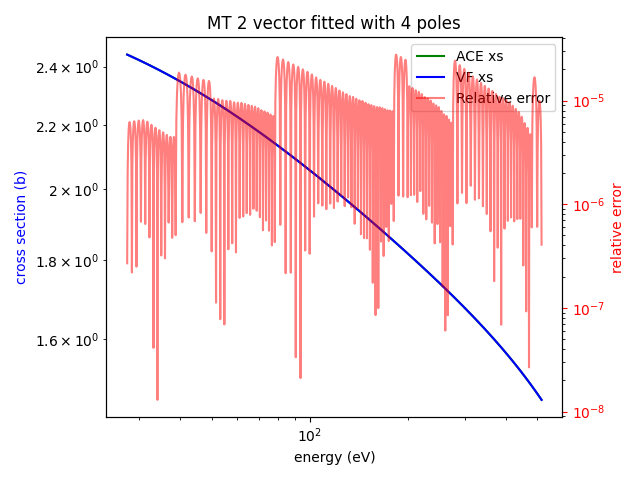 MT 2 vector fitted with 4 poles
ACE xs
VF xs
Relative error
2.4 × 10⁰
2.2 × 10⁰
2 × 10⁰
1.8 × 10⁰
1.6 × 10⁰
cross section (b)
10⁻⁵
10⁻⁶
10⁻⁷
10⁻⁸
relative error
10²
energy (eV)